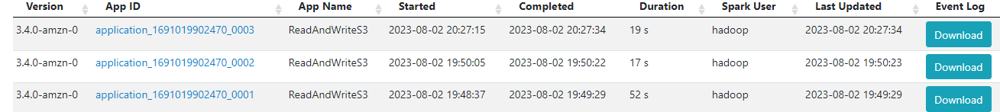 Version App ID App Name Started Completed Duration Spark User Last Updated Event Log
3.4.0-amzn-0 application_1691019902470_0003 ReadAndWriteS3 2023-08-02 20:27:15 2023-08-02 20:27:34 19 s hadoop 2023-08-02 20:27:34 Download
3.4.0-amzn-0 application_1691019902470_0002 ReadAndWriteS3 2023-08-02 19:50:05 2023-08-02 19:50:22 17 s hadoop 2023-08-02 19:50:23 Download
3.4.0-amzn-0 application_1691019902470_0001 ReadAndWriteS3 2023-08-02 19:48:37 2023-08-02 19:49:29 52 s hadoop 2023-08-02 19:49:29 Download